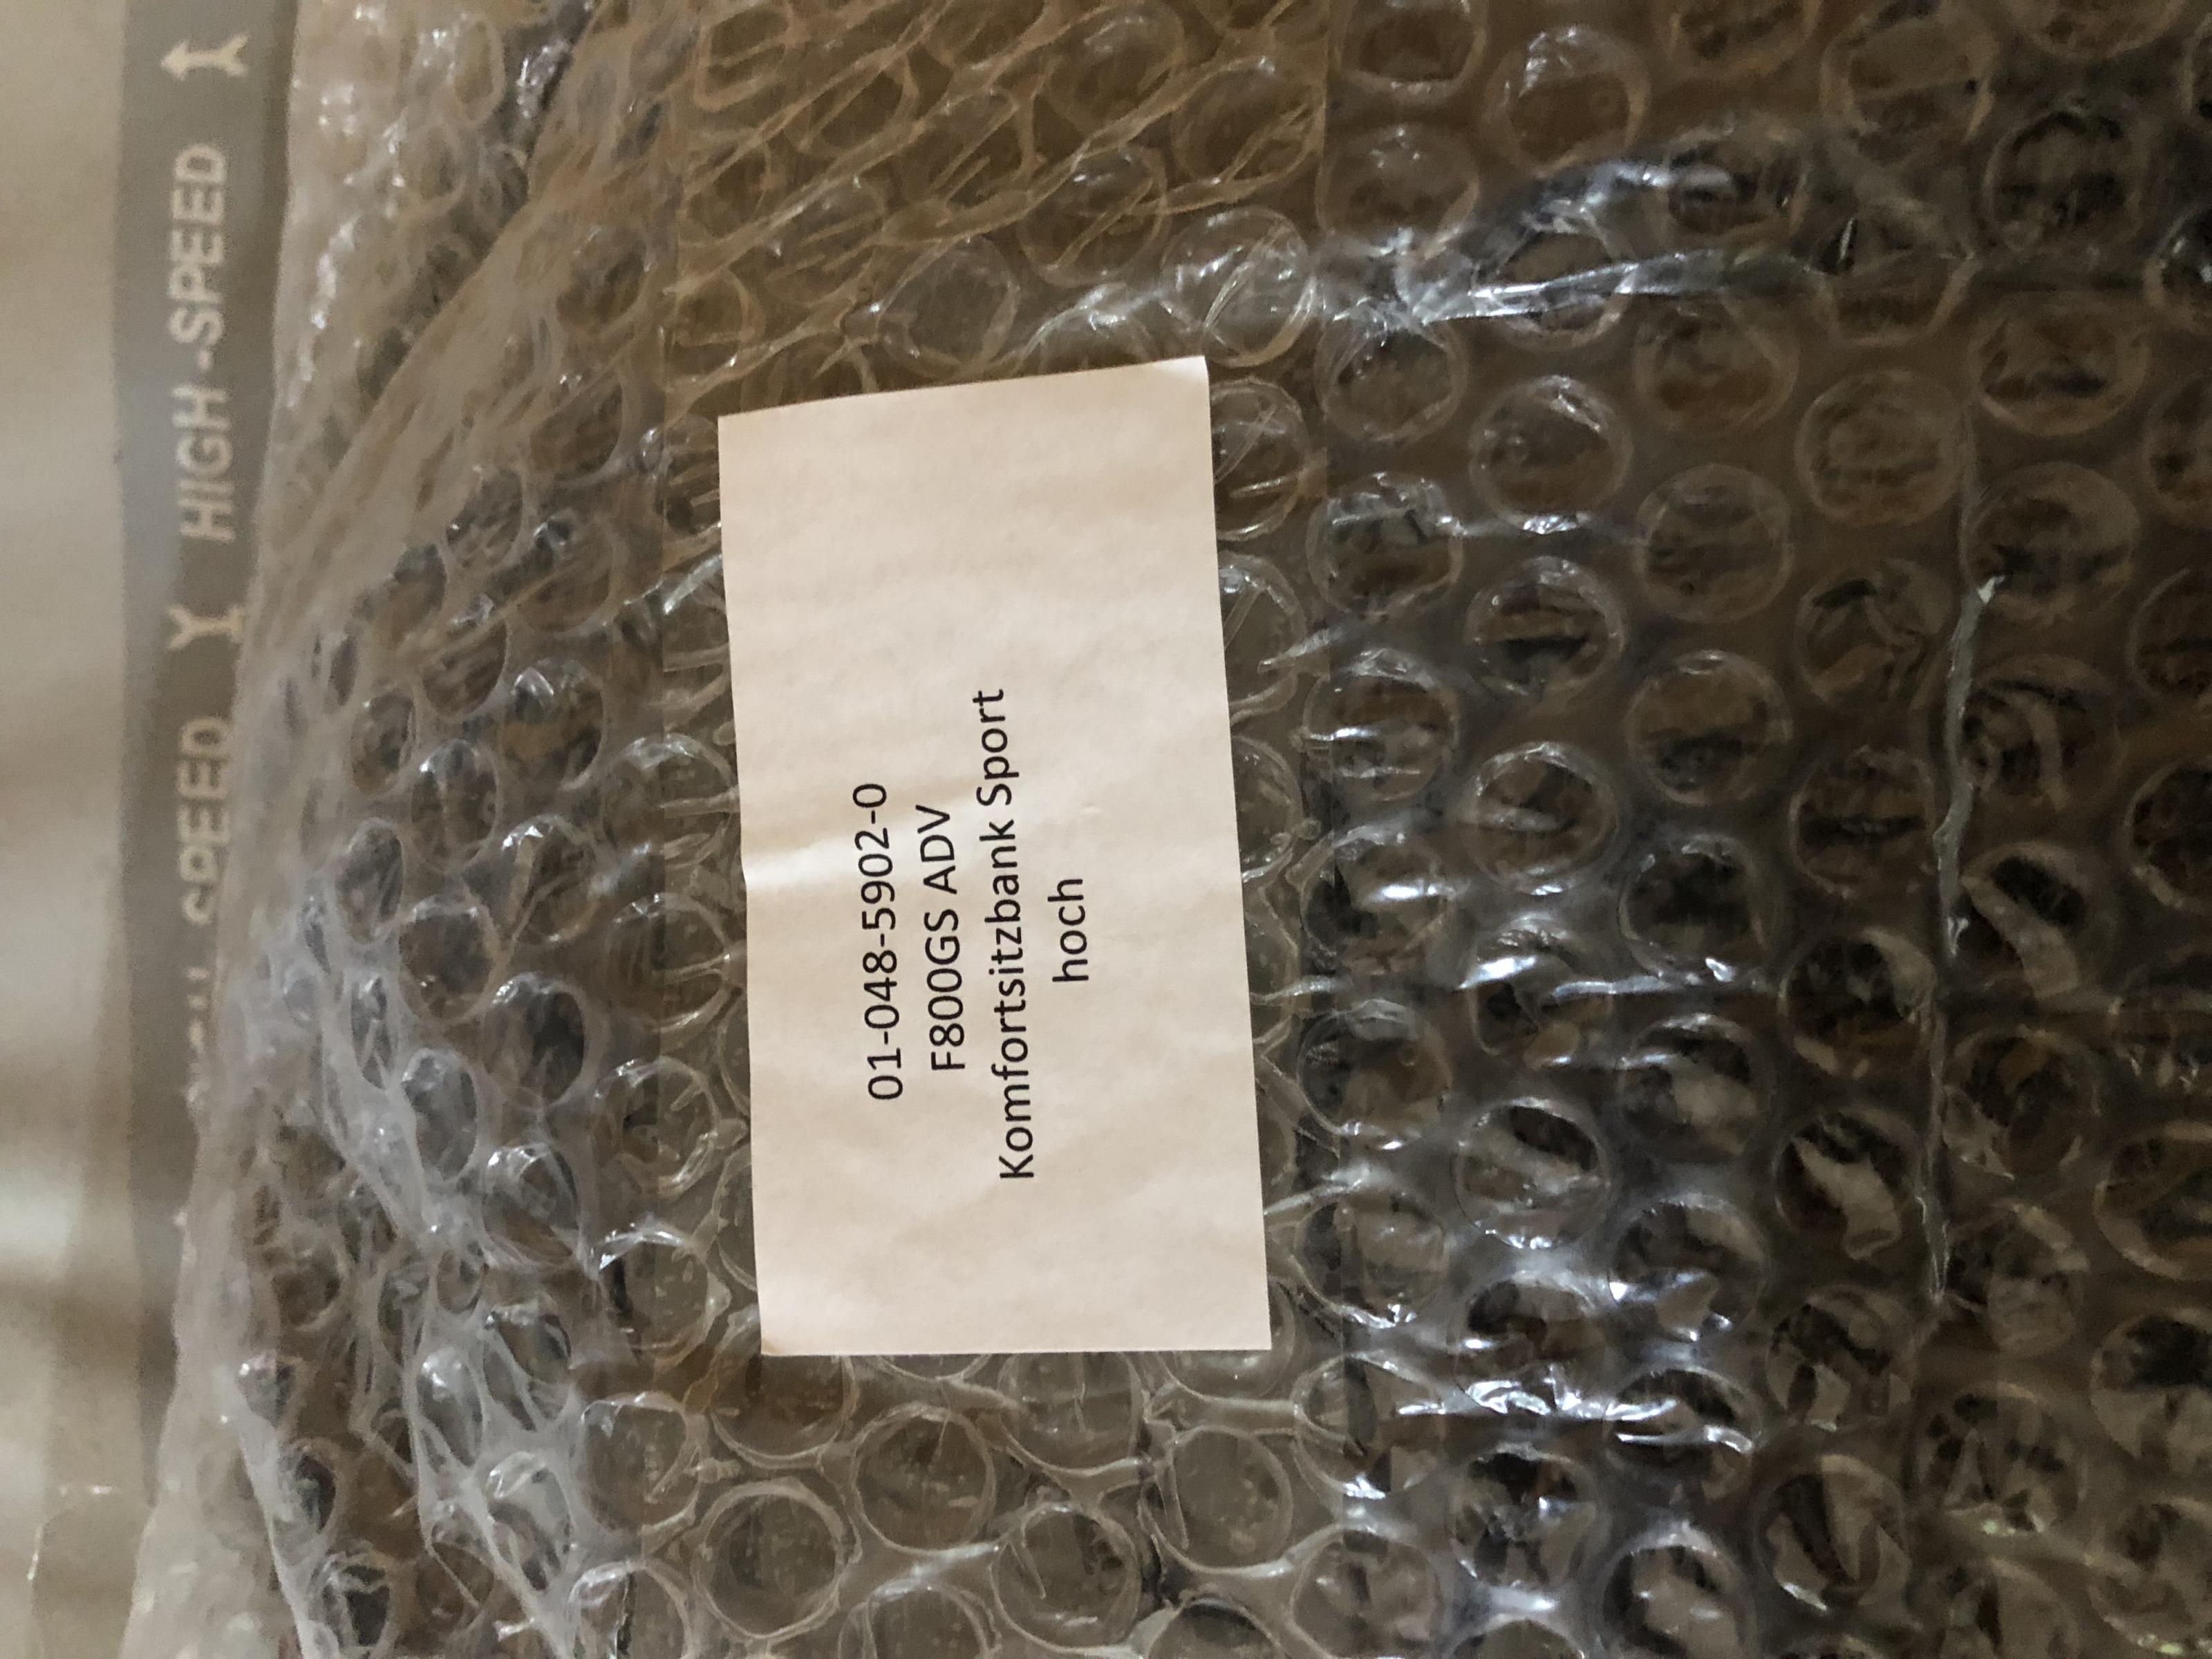 01-048-5902-0
F800GS ADV
Komfortsitzbank Sport
hoch
SPEED HIGH-SPEED